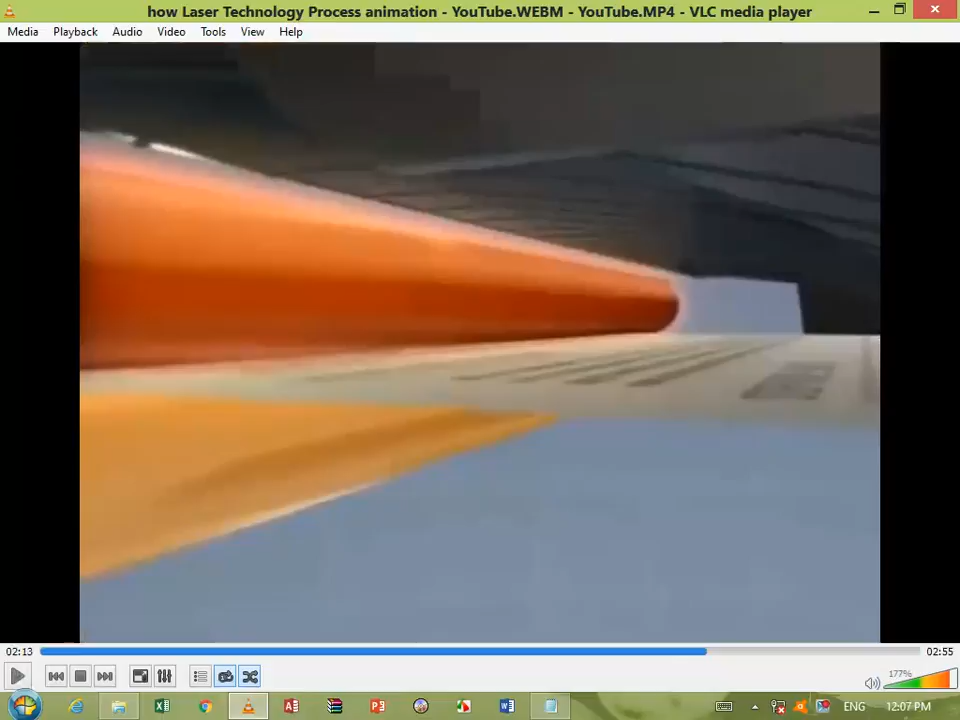 how Laser Technology Process animation - YouTube.WEBM - YouTube.MP4 - VLC media player
Media Playback Audio Video Tools View Help
02:13 02:55
177%
ENG 12:07 PM